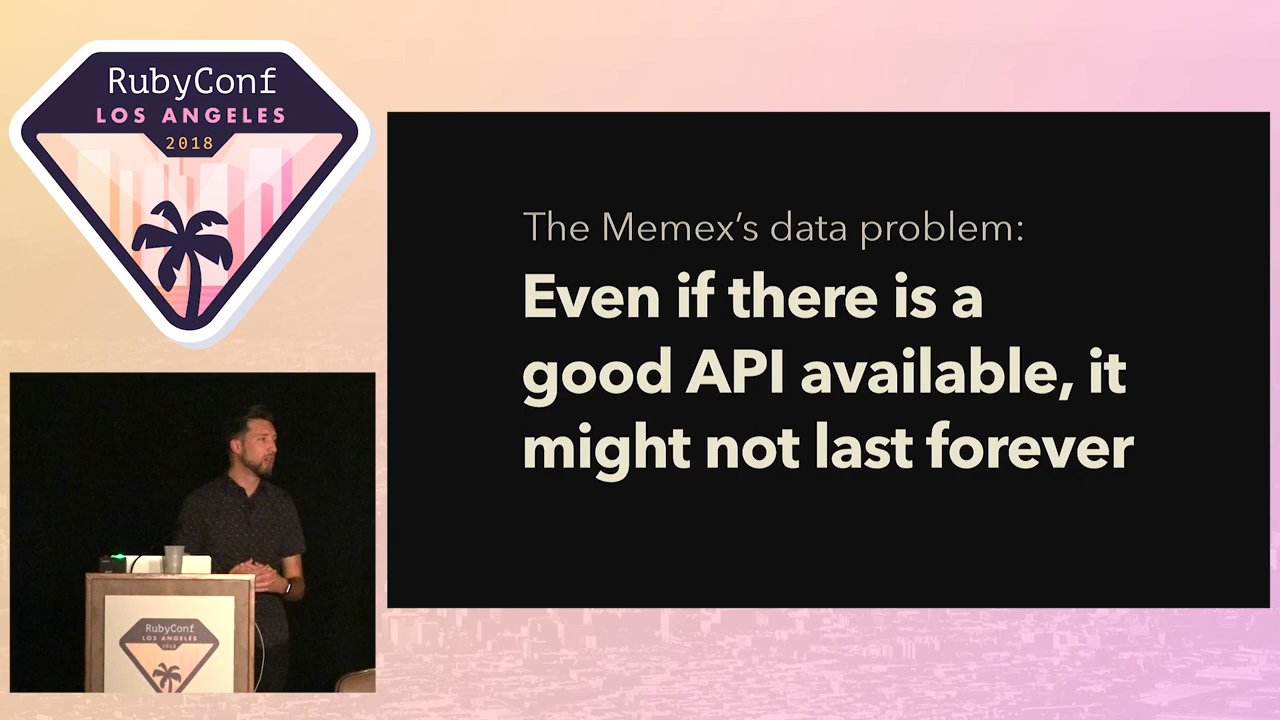 RubyConf
LOS ANGELES
2018
The Memex’s data problem:
Even if there is a
good API available, it
might not last forever
RubyConf
LOS ANGELES
2018